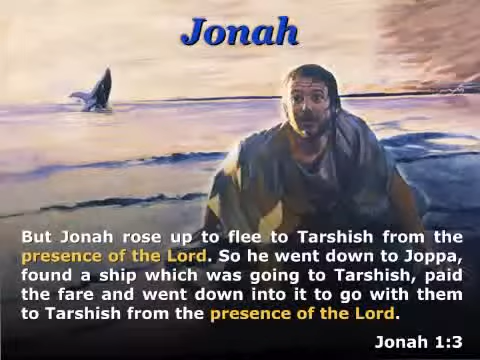 Jonah
But Jonah rose up to flee to Tarshish from the
presence of the Lord. So he went down to Joppa,
found a ship which was going to Tarshish, paid
the fare and went down into it to go with them
to Tarshish from the presence of the Lord.
Jonah 1:3